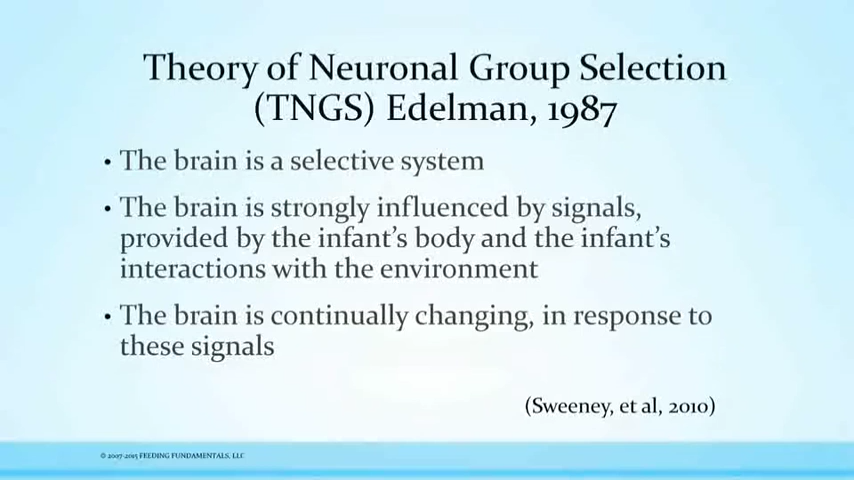 Theory of Neuronal Group Selection
(TNGS) Edelman, 1987
• The brain is a selective system
• The brain is strongly influenced by signals,
provided by the infant's body and the infant's
interactions with the environment
• The brain is continually changing, in response to
these signals
(Sweeney, et al, 2010)
© 2007-2015 FEEDING FUNDAMENTALS, LLC